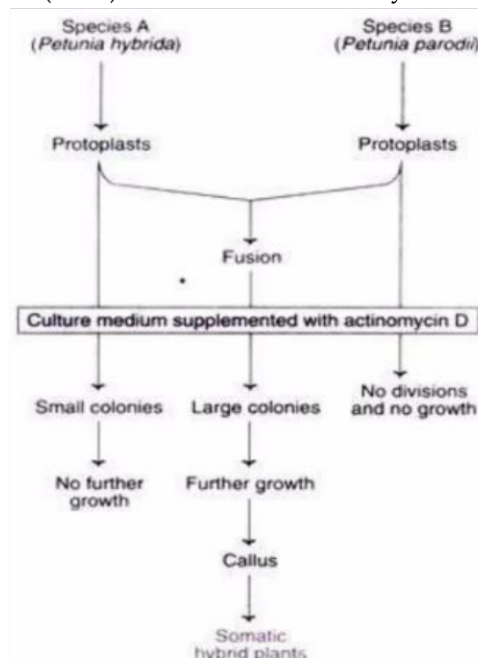 Species A Species B
(Petunia hybrida) (Petunia parodii)
Protoplasts Protoplasts
Fusion
Culture medium supplemented with actinomycin D
Small colonies Large colonies No divisions
and no growth
No further Further growth
growth
Callus
Somatic
hybrid plants